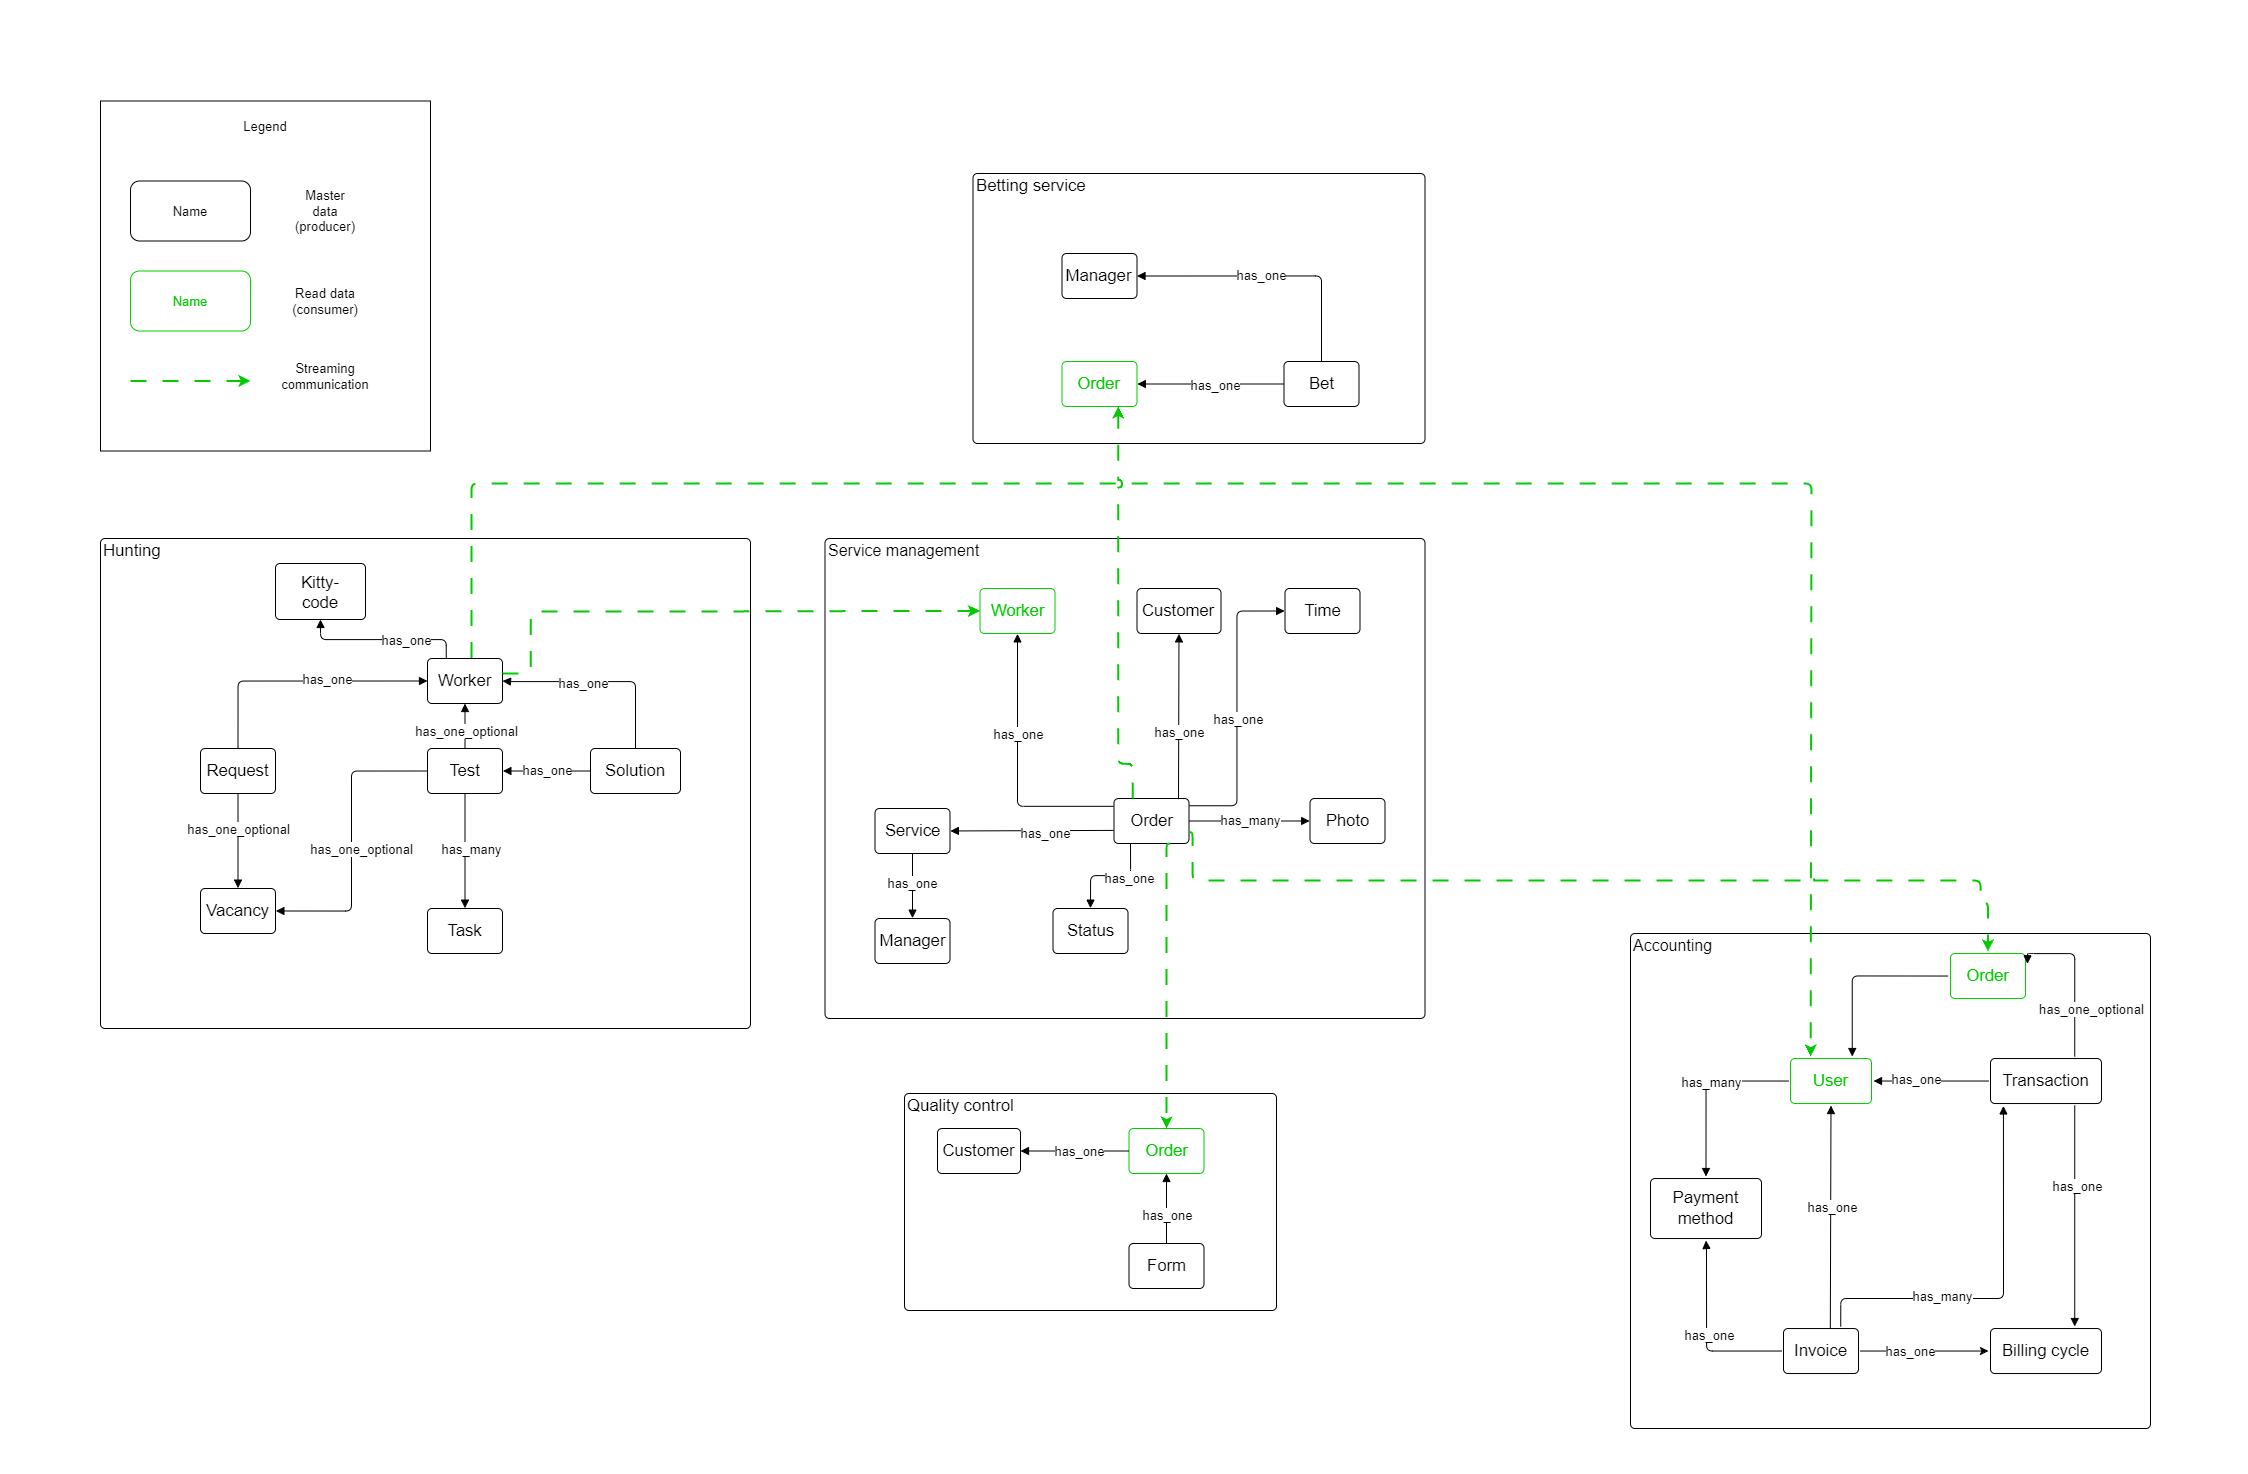 Legend
Name
Master
data
(producer)
Name
Read data
(consumer)
Streaming
communication
Betting service
Manager
has_one
Order
has_one
Bet
Hunting
Kitty-
code
has_one
has_one
Worker
has_one
has_one_optional
Request
Test
has_one
Solution
has_one_optional
has_one_optional
has_many
Vacancy
Task
Service management
Worker
Customer
Time
has_one
has_one
has_one
Service
has_one
Order
has_many
Photo
has_one
has_one
Manager
Status
Quality control
Customer
has_one
Order
has_one
Form
Accounting
Order
has_one_optional
has_many
User
has_one
Transaction
Payment
method
has_one
has_one
has_many
has_one
Invoice
has_one
Billing cycle